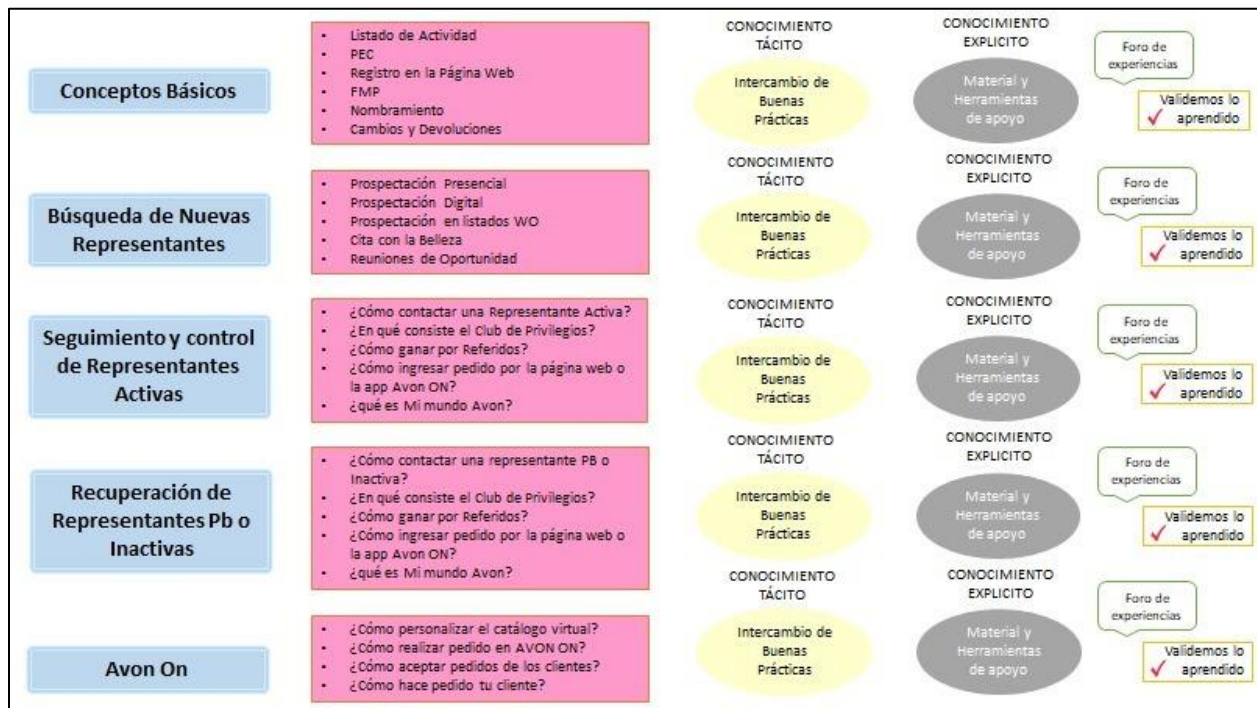 Conceptos Básicos
• Listado de Actividad
• PEC
• Registro en la Página Web
• FMP
• Nombramiento
• Cambios y Devoluciones
CONOCIMIENTO
TÁCITO
Intercambio de
Buenas
Prácticas
CONOCIMIENTO
EXPLICITO
Material y
Herramientas
de apoyo
Foro de
experiencias
Validemos lo
aprendido
Búsqueda de Nuevas
Representantes
• Prospectación Presencial
• Prospectación Digital
• Prospectación en listados WO
• Cita con la Belleza
• Reuniones de Oportunidad
CONOCIMIENTO
TÁCITO
Intercambio de
Buenas
Prácticas
CONOCIMIENTO
EXPLICITO
Material y
Herramientas
de apoyo
Foro de
experiencias
Validemos lo
aprendido
Seguimiento y control
de Representantes
Activas
• ¿Cómo contactar una Representante Activa?
• ¿En qué consiste el Club de Privilegios?
• ¿Cómo ganar por Referidos?
• ¿Cómo ingresar pedido por la página web o
la app Avon ON?
• ¿qué es Mi mundo Avon?
CONOCIMIENTO
TÁCITO
Intercambio de
Buenas
Prácticas
CONOCIMIENTO
EXPLICITO
Material y
Herramientas
de apoyo
Foro de
experiencias
Validemos lo
aprendido
Recuperación de
Representantes Pb o
Inactivas
• ¿Cómo contactar una representante PB o
Inactiva?
• ¿En qué consiste el Club de Privilegios?
• ¿Cómo ganar por Referidos?
• ¿Cómo ingresar pedido por la página web o
la app Avon ON?
• ¿qué es Mi mundo Avon?
CONOCIMIENTO
TÁCITO
Intercambio de
Buenas
Prácticas
CONOCIMIENTO
EXPLICITO
Material y
Herramientas
de apoyo
Foro de
experiencias
Validemos lo
aprendido
Avon On
• ¿Cómo personalizar el catálogo virtual?
• ¿Cómo realizar pedido en AVON ON?
• ¿Cómo aceptar pedidos de los clientes?
• ¿Cómo hace pedido tu cliente?
CONOCIMIENTO
TÁCITO
Intercambio de
Buenas
Prácticas
CONOCIMIENTO
EXPLICITO
Material y
Herramientas
de apoyo
Foro de
experiencias
Validemos lo
aprendido